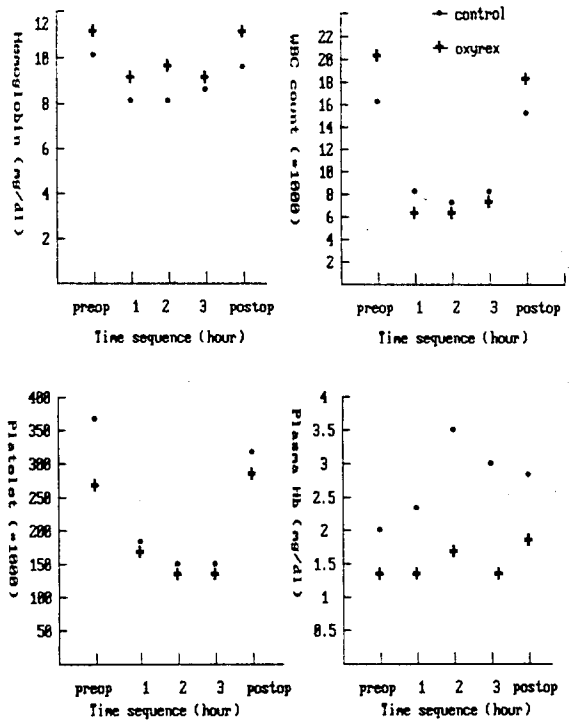 Hemoglobin (mg/dl)
12
10
8
6
4
2
preop 1 2 3 postop
Time sequence (hour)
WBC count (=1000)
control
oxyrex
22
20
18
16
14
12
10
8
6
4
2
preop 1 2 3 postop
Time sequence (hour)
Platelet (=1000)
400
350
300
250
200
150
100
50
preop 1 2 3 postop
Time sequence (hour)
Plasma Hb (mg/dl)
4
3.5
3
2.5
2
1.5
1
0.5
preop 1 2 3 postop
Time sequence (hour)